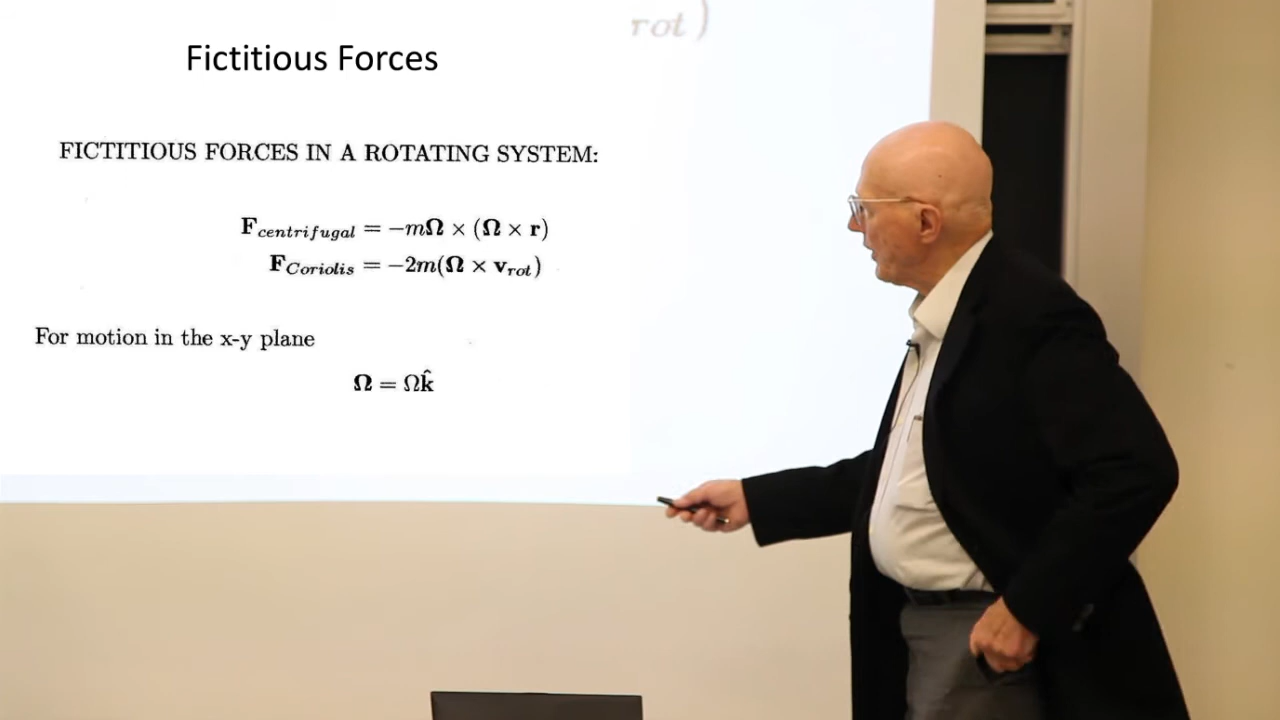 rot)
Fictitious Forces
FICTITIOUS FORCES IN A ROTATING SYSTEM:
F_centrifugal = −mΩ × (Ω × r)
F_Coriolis = −2m(Ω × v_rot)
For motion in the x-y plane
Ω = Ωk̂